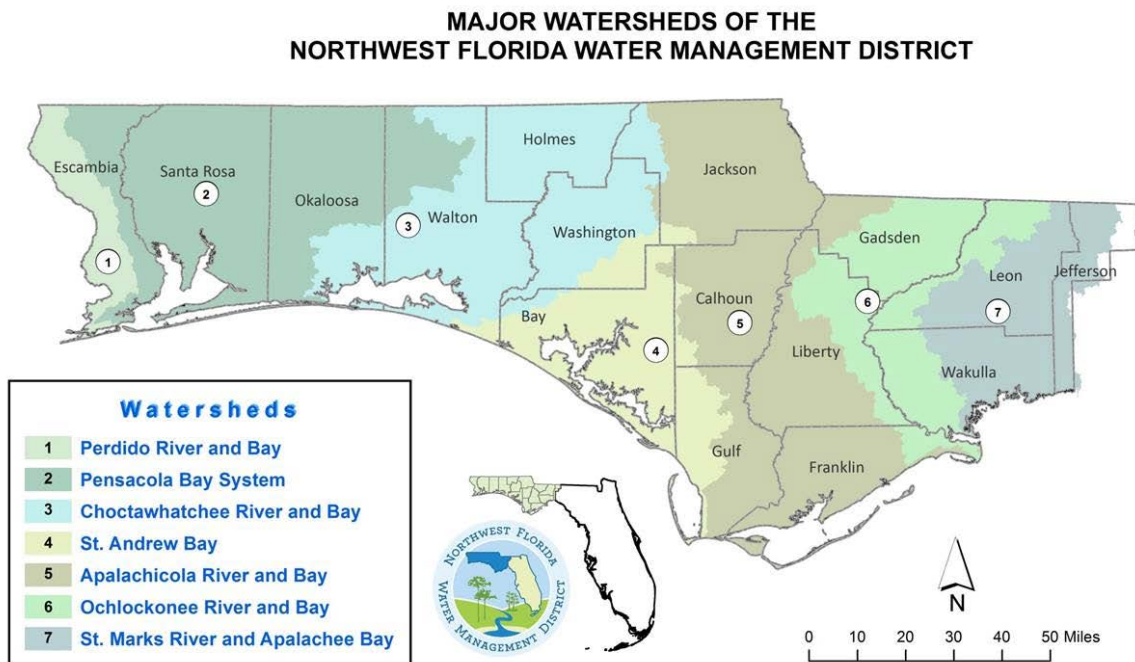 MAJOR WATERSHEDS OF THE
NORTHWEST FLORIDA WATER MANAGEMENT DISTRICT
Escambia
Santa Rosa
Okaloosa
Walton
Holmes
Washington
Jackson
Bay
Calhoun
Gulf
Liberty
Franklin
Gadsden
Leon
Wakulla
Jefferson
1
2
3
4
5
6
7
Watersheds
1 Perdido River and Bay
2 Pensacola Bay System
3 Choctawhatchee River and Bay
4 St. Andrew Bay
5 Apalachicola River and Bay
6 Ochlockonee River and Bay
7 St. Marks River and Apalachee Bay
NORTHWEST FLORIDA
WATER MANAGEMENT DISTRICT
N
0 10 20 30 40 50 Miles